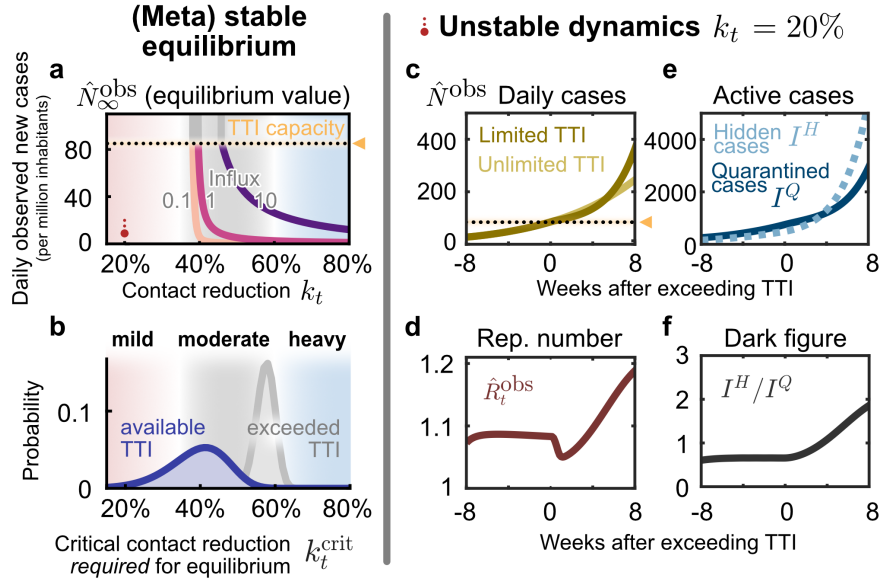 (Meta) stable
equilibrium
Unstable dynamics k_t = 20%
a
N̂_∞^obs (equilibrium value)
Daily observed new cases
(per million inhabitants)
80
40
0
TTI capacity
Influx
0.1 1 10
20% 40% 60% 80%
Contact reduction k_t
b
mild moderate heavy
Probability
0.1
0
available
TTI
exceeded
TTI
20% 40% 60% 80%
Critical contact reduction
required for equilibrium k_t^crit
c
N̂^obs Daily cases
400
200
0
Limited TTI
Unlimited TTI
-8 0 8
e
Active cases
4000
2000
0
Hidden
cases I^H
Quarantined
cases I^Q
-8 0 8
Weeks after exceeding TTI
d
Rep. number
1.2
1.1
1
R̂_t^obs
-8 0 8
f
Dark figure
3
2
1
0
I^H/I^Q
-8 0 8
Weeks after exceeding TTI